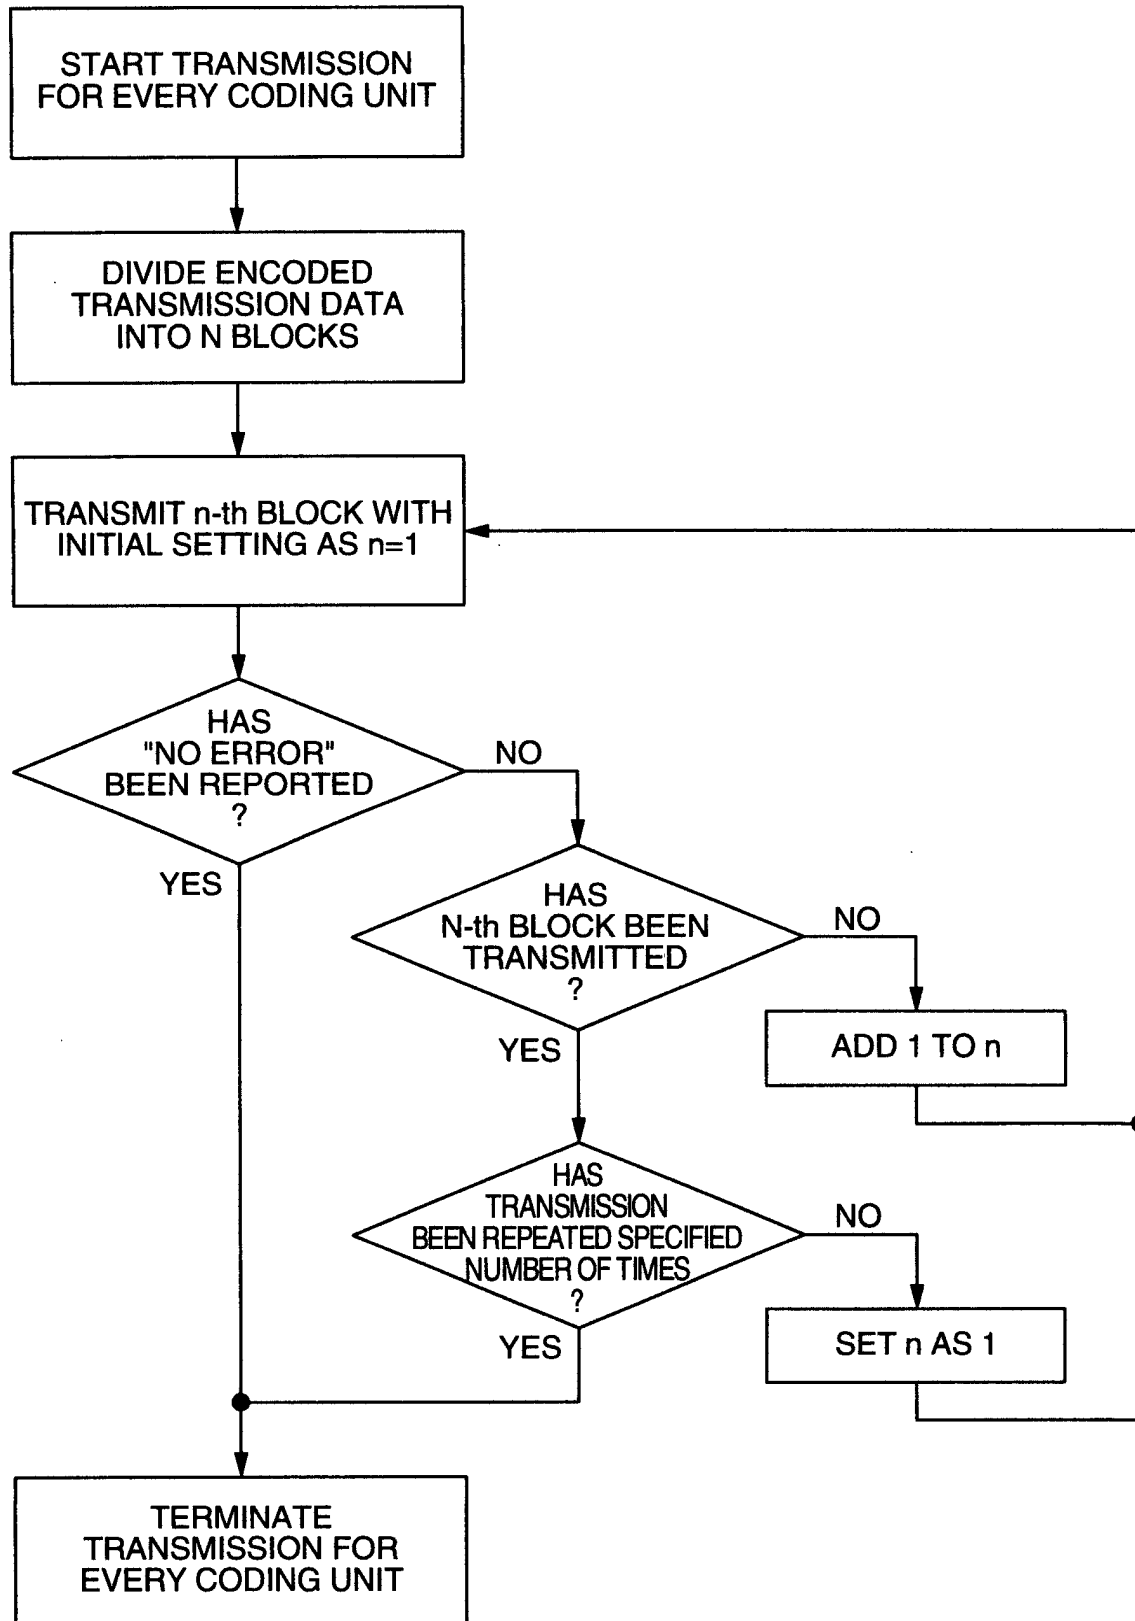 START TRANSMISSION
FOR EVERY CODING UNIT
DIVIDE ENCODED
TRANSMISSION DATA
INTO N BLOCKS
TRANSMIT n-th BLOCK WITH
INITIAL SETTING AS n=1
HAS
"NO ERROR"
BEEN REPORTED
?
NO
YES
HAS
N-th BLOCK BEEN
TRANSMITTED
?
NO
YES
ADD 1 TO n
HAS
TRANSMISSION
BEEN REPEATED SPECIFIED
NUMBER OF TIMES
?
NO
YES
SET n AS 1
TERMINATE
TRANSMISSION FOR
EVERY CODING UNIT